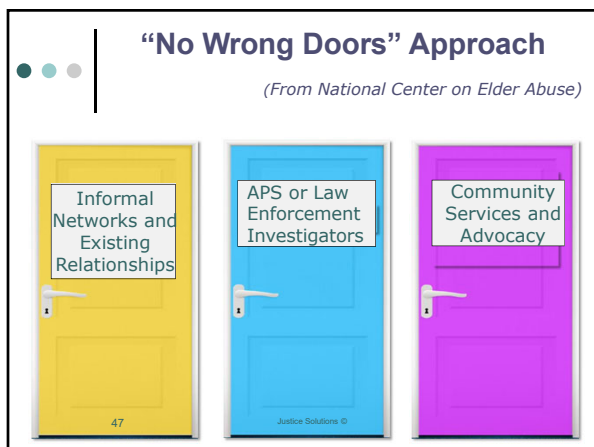 “No Wrong Doors” Approach
(From National Center on Elder Abuse)
Informal
Networks and
Existing
Relationships
APS or Law
Enforcement
Investigators
Community
Services and
Advocacy
47
Justice Solutions ©